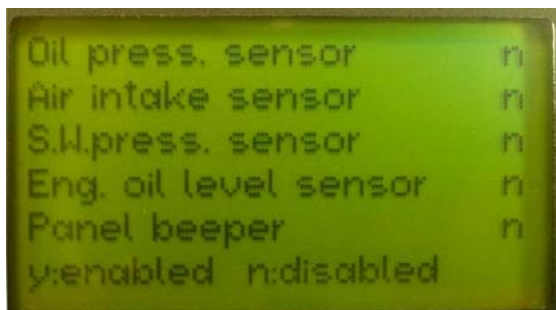 Oil press. sensor n
Air intake sensor n
S.W.press. sensor n
Eng. oil level sensor n
Panel beeper n
y:enabled n:disabled